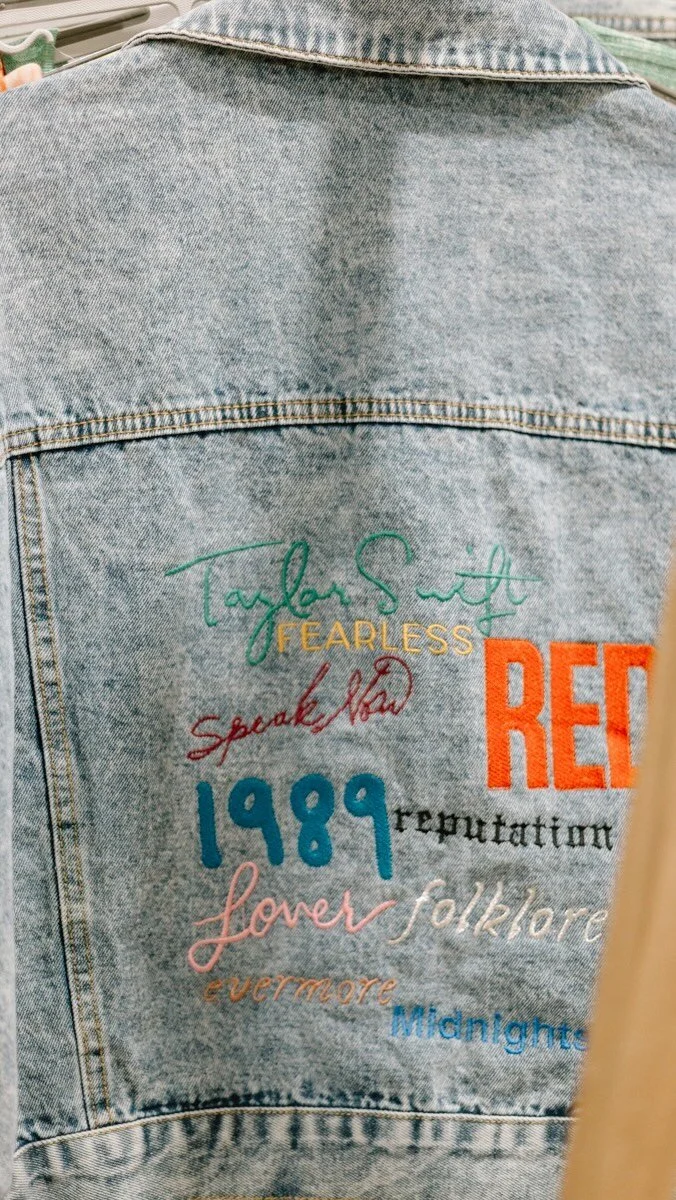 Taylor Swift
FEARLESS
RED
Speak Now
1989
reputation
Lover
folklore
evermore
Midnights